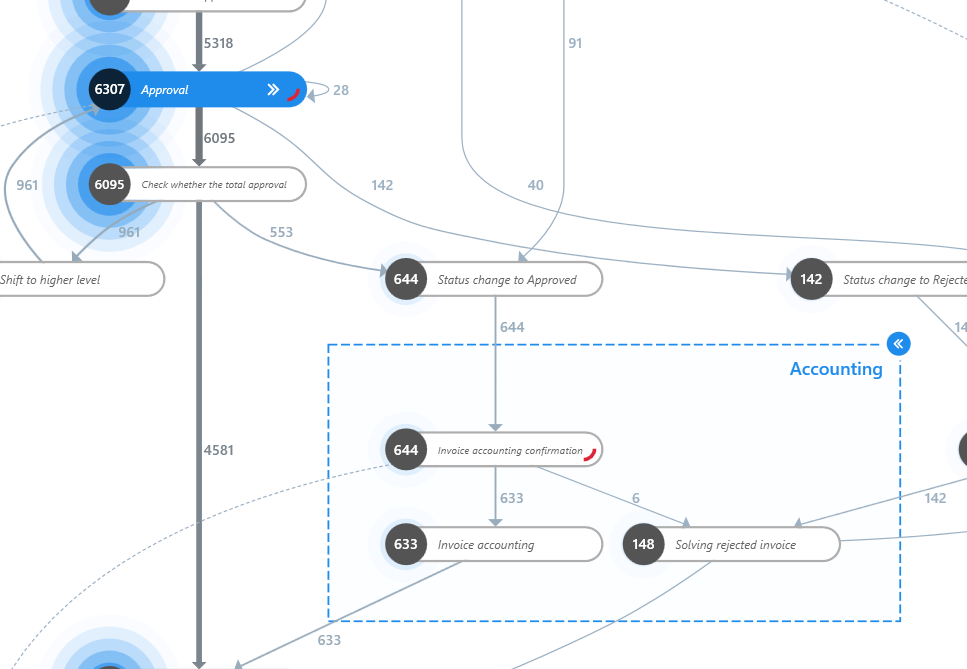 5318
91
6307 Approval
28
6095
961
6095 Check whether the total approval
142
40
961
553
Shift to higher level
644 Status change to Approved
142 Status change to Rejecte
644
14
Accounting
4581
644 Invoice accounting confirmation
633
6
142
633 Invoice accounting
148 Solving rejected invoice
633